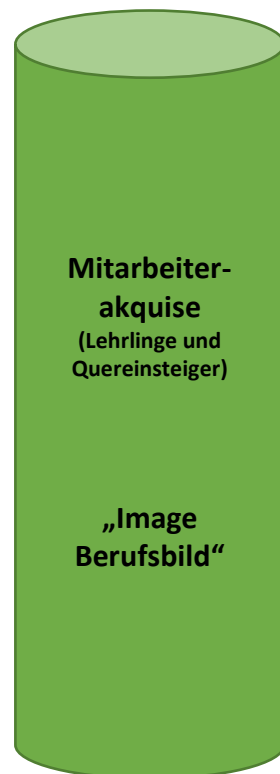 Mitarbeiter-
akquise
(Lehrlinge und
Quereinsteiger)
„Image
Berufsbild“